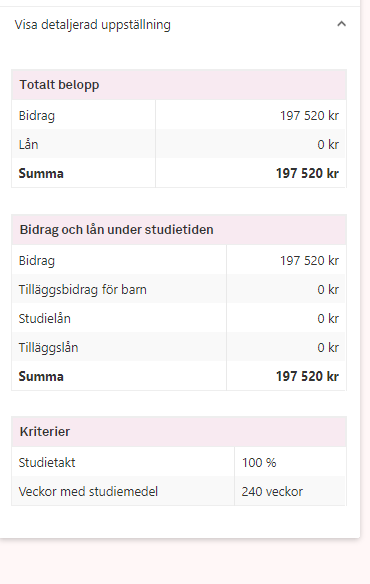 Visa detaljerad uppställning
Totalt belopp
Bidrag 197 520 kr
Lån 0 kr
Summa 197 520 kr
Bidrag och lån under studietiden
Bidrag 197 520 kr
Tilläggsbidrag för barn 0 kr
Studielån 0 kr
Tilläggslån 0 kr
Summa 197 520 kr
Kriterier
Studietakt 100 %
Veckor med studiemedel 240 veckor